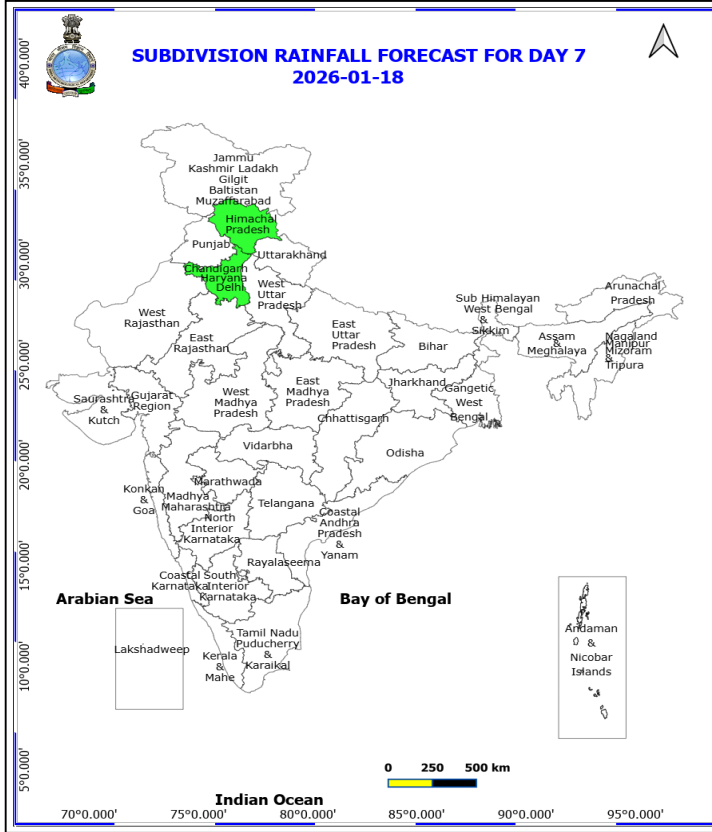 SUBDIVISION RAINFALL FORECAST FOR DAY 7
2026-01-18
40°0.000'
35°0.000'
30°0.000'
25°0.000'
20°0.000'
15°0.000'
10°0.000'
5°0.000'
Jammu
Kashmir Ladakh
Gilgit
Baltistan
Muzaffarabad
Himachal
Pradesh
Punjab
Uttarakhand
Chandigarh
Haryana
Delhi
West
Uttar
Pradesh
West
Rajasthan
East
Rajasthan
East
Uttar
Pradesh
Bihar
Sub Himalayan
West Bengal
&
Sikkim
Arunachal
Pradesh
Assam
&
Meghalaya
Nagaland
Manipur
Mizoram
&
Tripura
Saurashtra
&
Kutch
Gujarat
Region
West
Madhya
Pradesh
East
Madhya
Pradesh
Jharkhand
Gangetic
West
Bengal
Chhattisgarh
Odisha
Vidarbha
Konkan
&
Goa
Madhya
Maharashtra
Marathwada
Telangana
North
Interior
Karnataka
Coastal
Andhra
Pradesh
&
Yanam
Rayalaseema
Coastal
Karnataka
South
Interior
Karnataka
Arabian Sea
Bay of Bengal
Lakshadweep
Kerala
&
Mahe
Tamil Nadu
Puducherry
&
Karaikal
Andaman
&
Nicobar
Islands
0 250 500 km
Indian Ocean
70°0.000' 75°0.000' 80°0.000' 85°0.000' 90°0.000' 95°0.000'